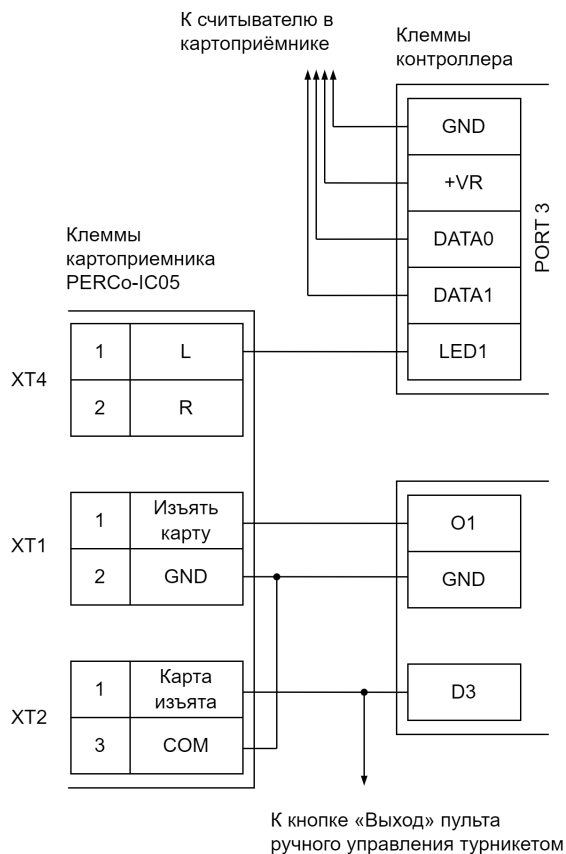 К считывателю в
картоприёмнике
Клеммы
контроллера
GND
+VR
DATA0
DATA1
LED1
PORT 3
Клеммы
картоприемника
PERCo-IC05
XT4
1
L
2
R
XT1
1
Изъять
карту
2
GND
O1
GND
XT2
1
Карта
изъята
3
COM
D3
К кнопке «Выход» пульта
ручного управления турникетом